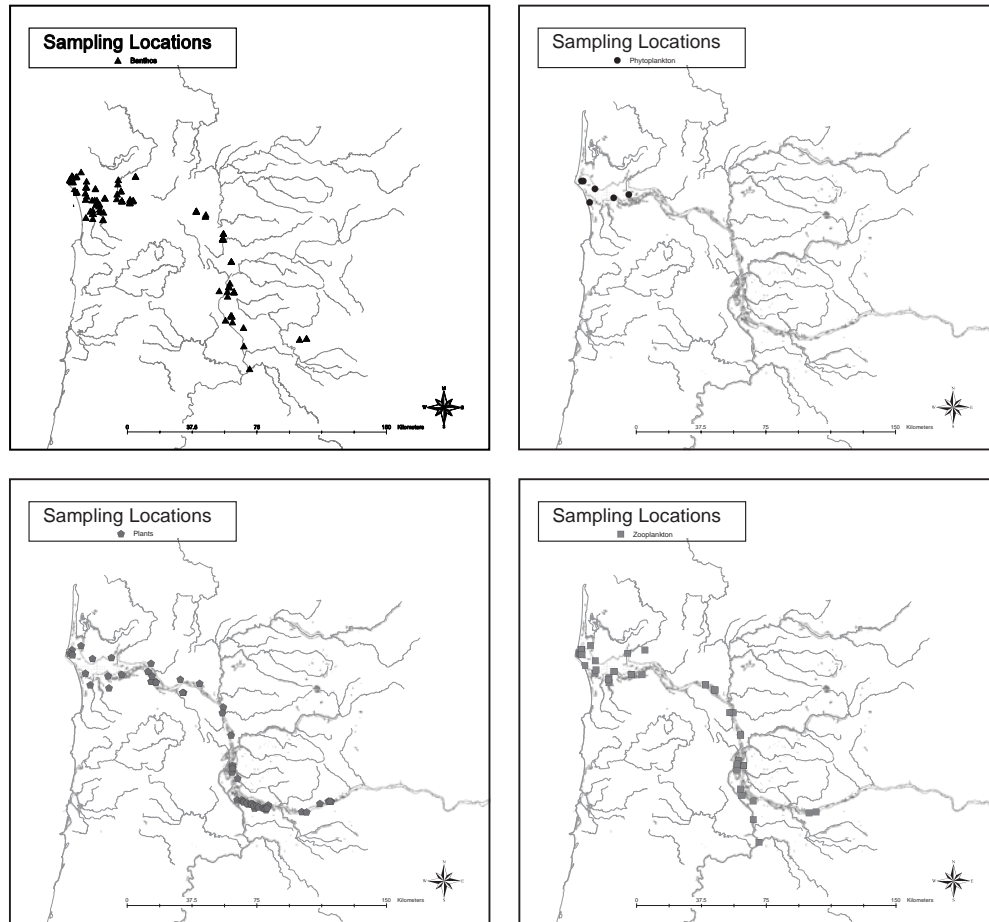 Sampling Locations
Benthos
N
W E
S
0 37.5 75 150 Kilometers
Sampling Locations
Phytoplankton
N
W E
S
0 37.5 75 150 Kilometers
Sampling Locations
Plants
N
W E
S
0 37.5 75 150 Kilometers
Sampling Locations
Zooplankton
N
W E
S
0 37.5 75 150 Kilometers